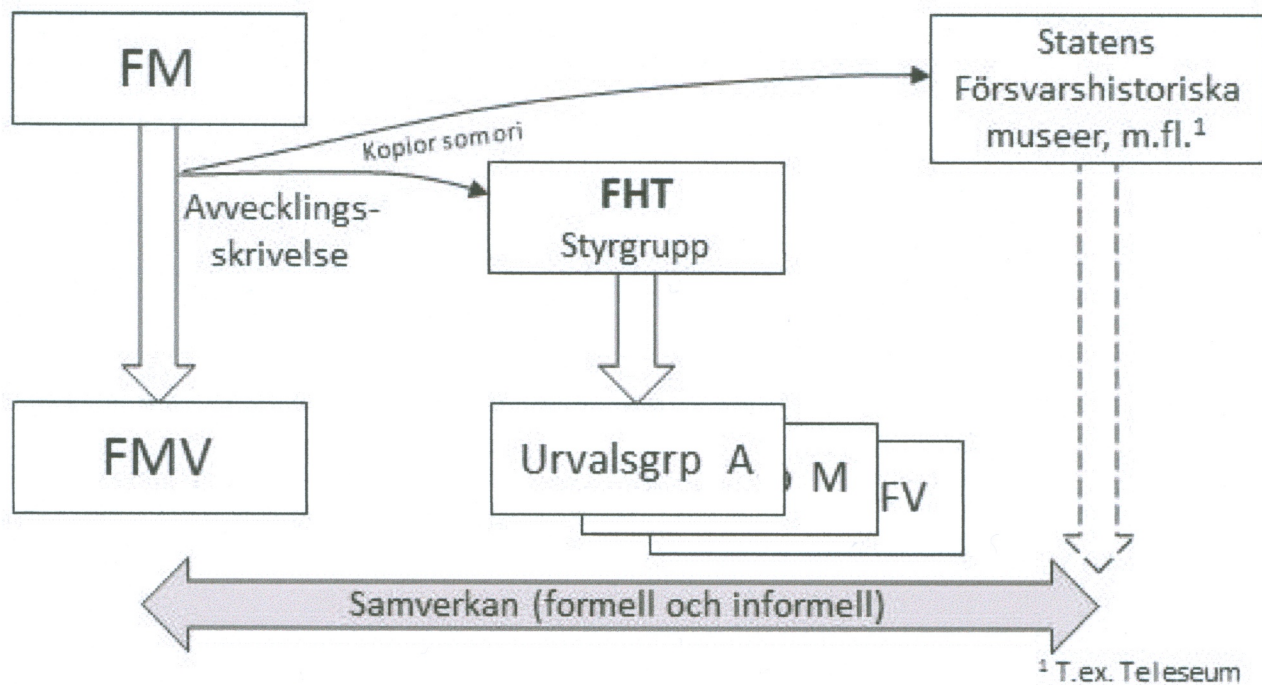 FM
Statens
Försvarshistoriska
museer, m.fl.¹
Kopior som ori
Avvecklings-
skrivelse
FHT
Styrgrupp
FMV
Urvalsgrp A
M
FV
Samverkan (formell och informell)
¹ T.ex. Teleseum